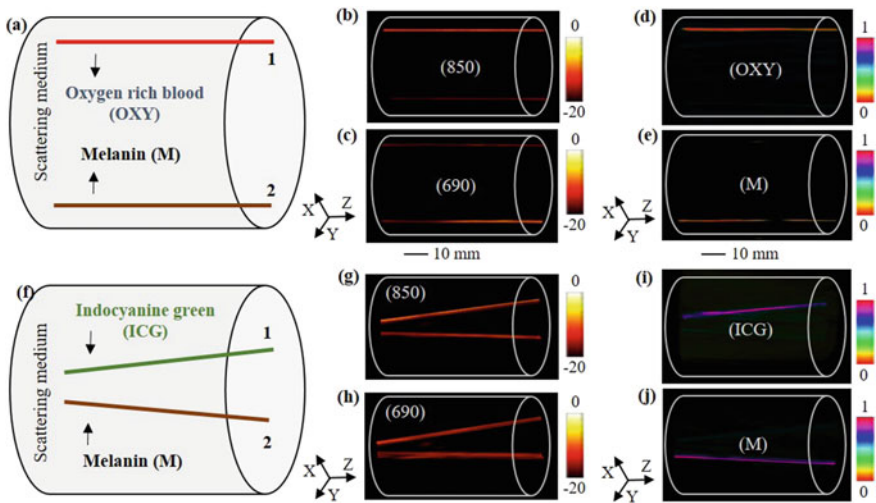 (a)
Scattering medium
1
Oxygen rich blood
(OXY)
Melanin (M)
2
(b)
(850)
0
-20
(c)
(690)
0
-20
X
Z
Y
10 mm
(d)
(OXY)
1
0
(e)
(M)
1
0
X
Z
Y
10 mm
(f)
Scattering medium
Indocyanine green
(ICG)
1
2
Melanin (M)
(g)
(850)
0
-20
(h)
(690)
0
-20
X
Z
Y
(i)
(ICG)
1
0
(j)
(M)
1
0
X
Z
Y